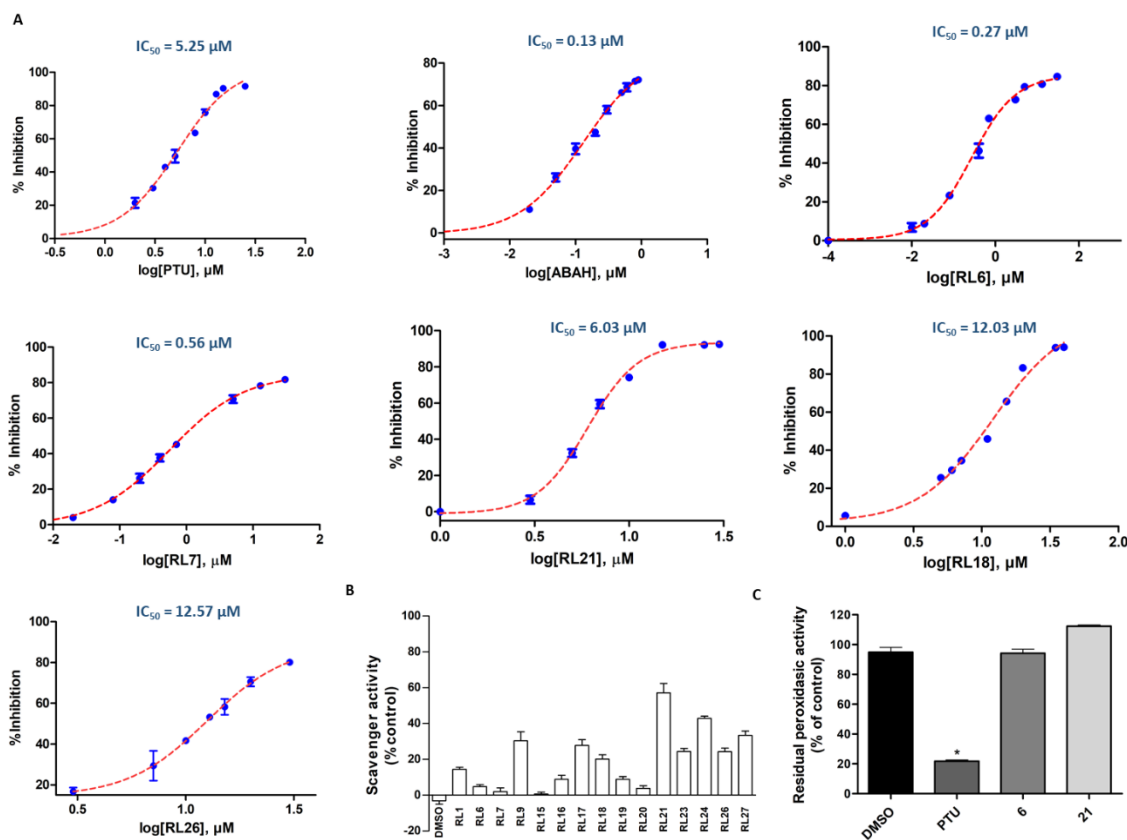 A
IC50 = 5.25 µM
% Inhibition
100
80
60
40
20
0
-0.5
0.0
0.5
1.0
1.5
2.0
log[PTU], µM
IC50 = 0.13 µM
% Inhibition
80
60
40
20
0
-3
-2
-1
0
1
log[ABAH], µM
IC50 = 0.27 µM
% Inhibition
100
80
60
40
20
0
-4
-2
0
2
log[RL6], µM
IC50 = 0.56 µM
% Inhibition
100
80
60
40
20
0
-2
-1
0
1
2
log[RL7], µM
IC50 = 6.03 µM
% Inhibition
100
80
60
40
20
0
0.0
0.5
1.0
1.5
log[RL21], µM
IC50 = 12.03 µM
% Inhibition
100
80
60
40
20
0
0.0
0.5
1.0
1.5
2.0
log[RL18], µM
IC50 = 12.57 µM
%Inhibition
100
80
60
40
20
0.5
1.0
1.5
log[RL26], µM
B
Scavenger activity
(%control)
100
80
60
40
20
0
-20
DMSO
RL1
RL6
RL7
RL9
RL15
RL16
RL17
RL18
RL19
RL20
RL21
RL23
RL24
RL26
RL27
C
Residual peroxidasic activity
(% of control)
120
100
80
60
40
20
0
*
DMSO
PTU
6
21